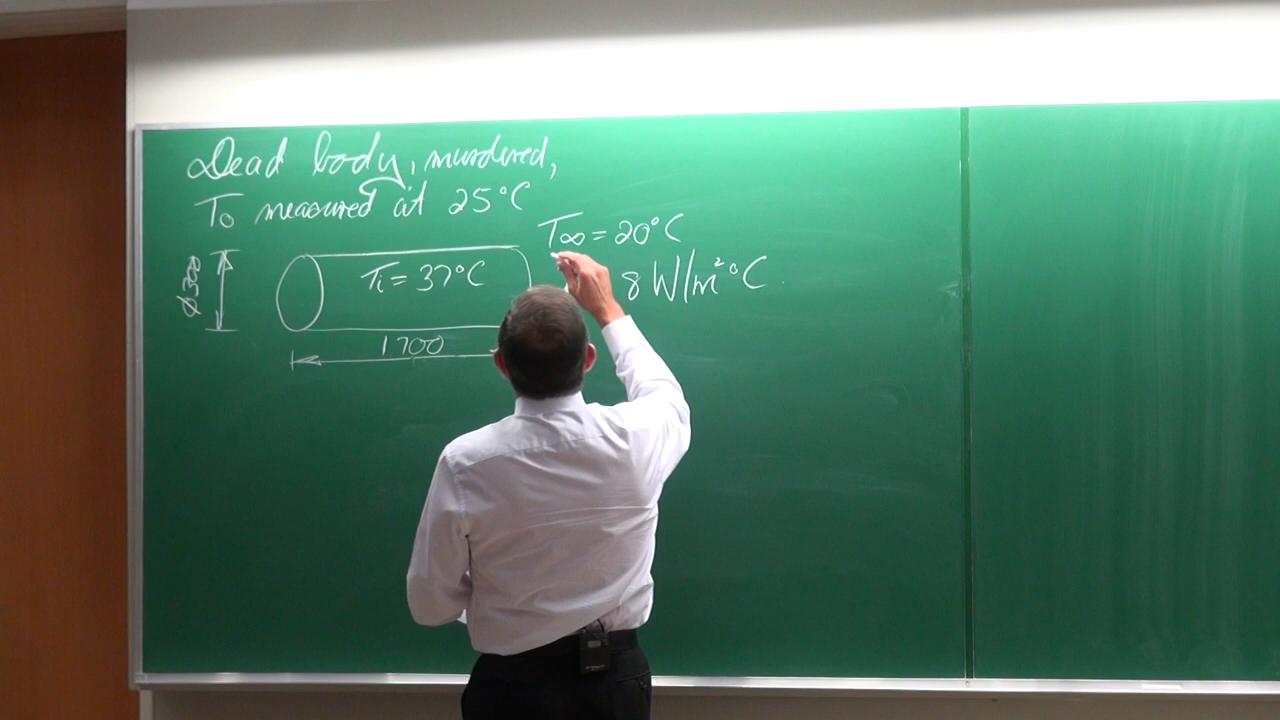 Dead body, murdered,
To measured at 25°C
T∞ = 20°C
8 W/m²°C
Ø300
Ti = 37°C
1700